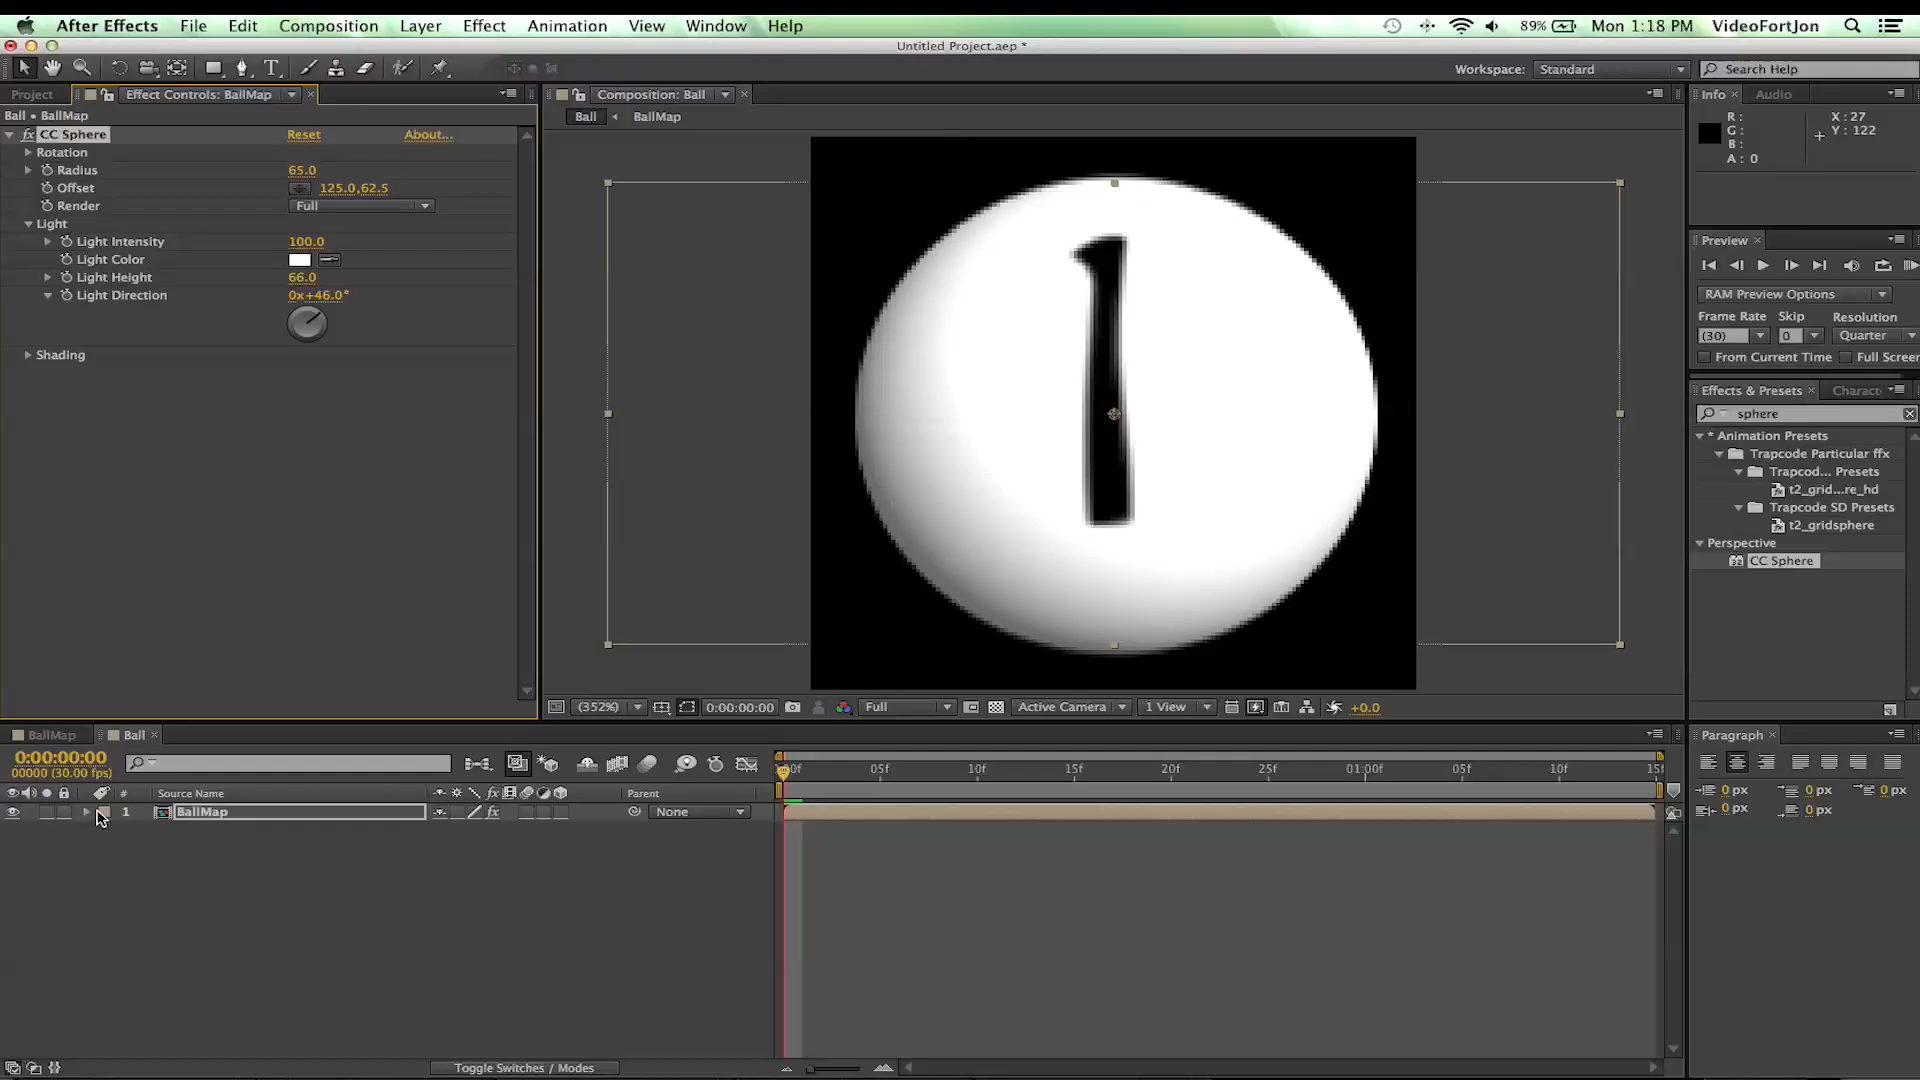 After Effects File Edit Composition Layer Effect Animation View Window Help 89% Mon 1:18 PM VideoFortJon
Untitled Project.aep *
Workspace: Standard Search Help
Project Effect Controls: BallMap Composition: Ball Info Audio
Ball • BallMap Ball BallMap
R: X: 27
G: Y: 122
B:
A: 0
fx CC Sphere Reset About...
Rotation
Radius 65.0
Offset 125.0,62.5
Render Full
Light
Light Intensity 100.0
Light Color
Light Height 66.0
Light Direction 0x+46.0°
Shading
1
Preview
RAM Preview Options
Frame Rate Skip Resolution
(30) 0 Quarter
From Current Time Full Screen
Effects & Presets Charact
sphere
* Animation Presets
Trapcode Particular ffx
Trapcod... Presets
t2_grid...re_hd
Trapcode SD Presets
t2_gridsphere
Perspective
32 CC Sphere
(352%) 0:00:00:00 Full Active Camera 1 View +0.0
BallMap Ball Paragraph
0:00:00:00
00000 (30.00 fps)
00f 05f 10f 15f 20f 25f 01:00f 05f 10f 15f
# Source Name fx Parent
0 px 0 px 0 px
0 px 0 px
1 BallMap fx None
Toggle Switches / Modes